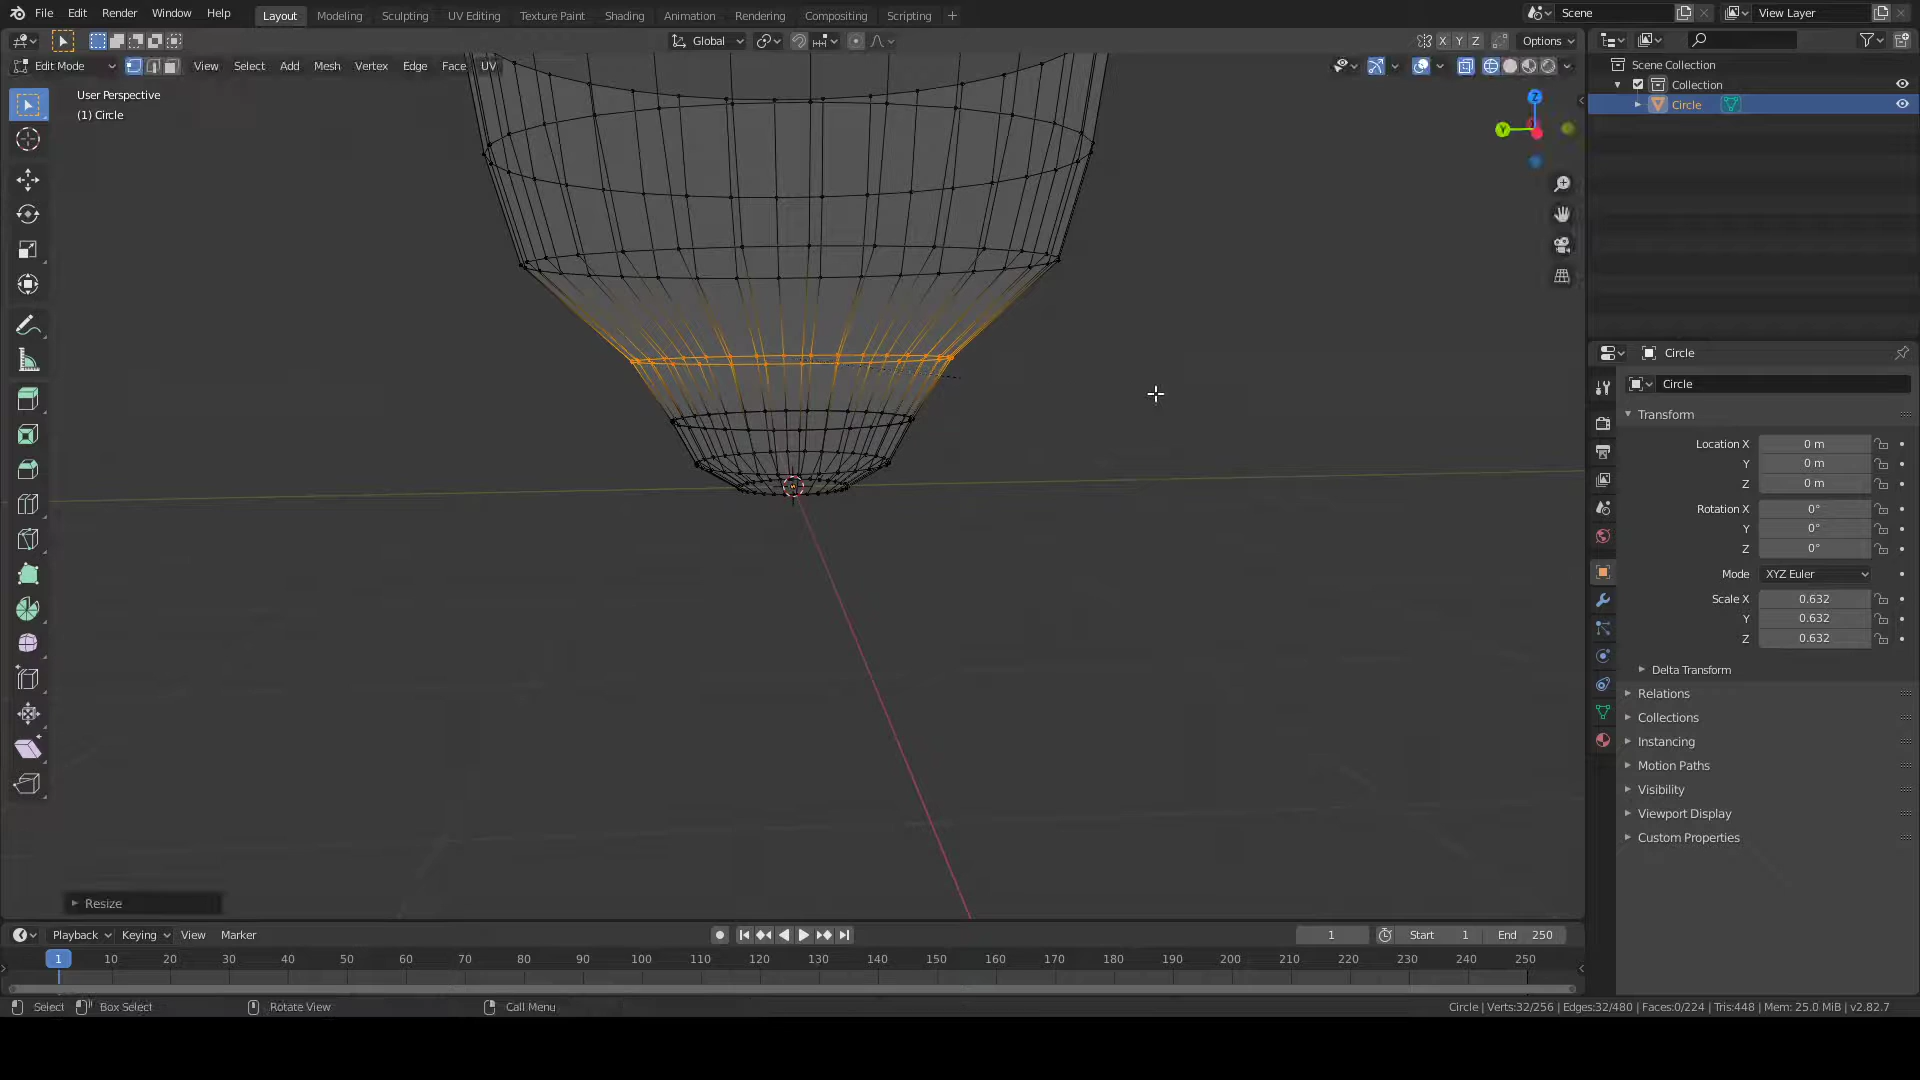 File Edit Render Window Help Layout Modeling Sculpting UV Editing Texture Paint Shading Animation Rendering Compositing Scripting + Scene View Layer
Global X Y Z Options
Edit Mode View Select Add Mesh Vertex Edge Face UV
User Perspective
(1) Circle
Z
Y
Resize
Scene Collection
Collection
Circle
Circle
Circle
Transform
Location X 0 m
Y 0 m
Z 0 m
Rotation X 0°
Y 0°
Z 0°
Mode XYZ Euler
Scale X 0.632
Y 0.632
Z 0.632
Delta Transform
Relations
Collections
Instancing
Motion Paths
Visibility
Viewport Display
Custom Properties
Playback Keying View Marker 1 Start 1 End 250
1 10 20 30 40 50 60 70 80 90 100 110 120 130 140 150 160 170 180 190 200 210 220 230 240 250
Select Box Select Rotate View Call Menu Circle | Verts:32/256 | Edges:32/480 | Faces:0/224 | Tris:448 | Mem: 25.0 MiB | v2.82.7